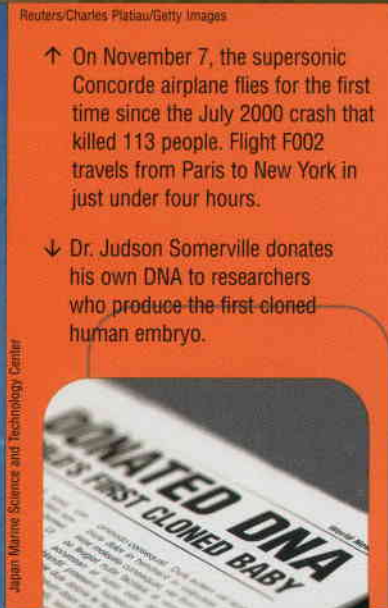 Reuters/Charles Platiau/Getty Images
↑ On November 7, the supersonic
Concorde airplane flies for the first
time since the July 2000 crash that
killed 113 people. Flight F002
travels from Paris to New York in
just under four hours.
↓ Dr. Judson Somerville donates
his own DNA to researchers
who produce the first cloned
human embryo.
Japan Marine Science and Technology Center
DONATED DNA
FIRST CLONED BABY